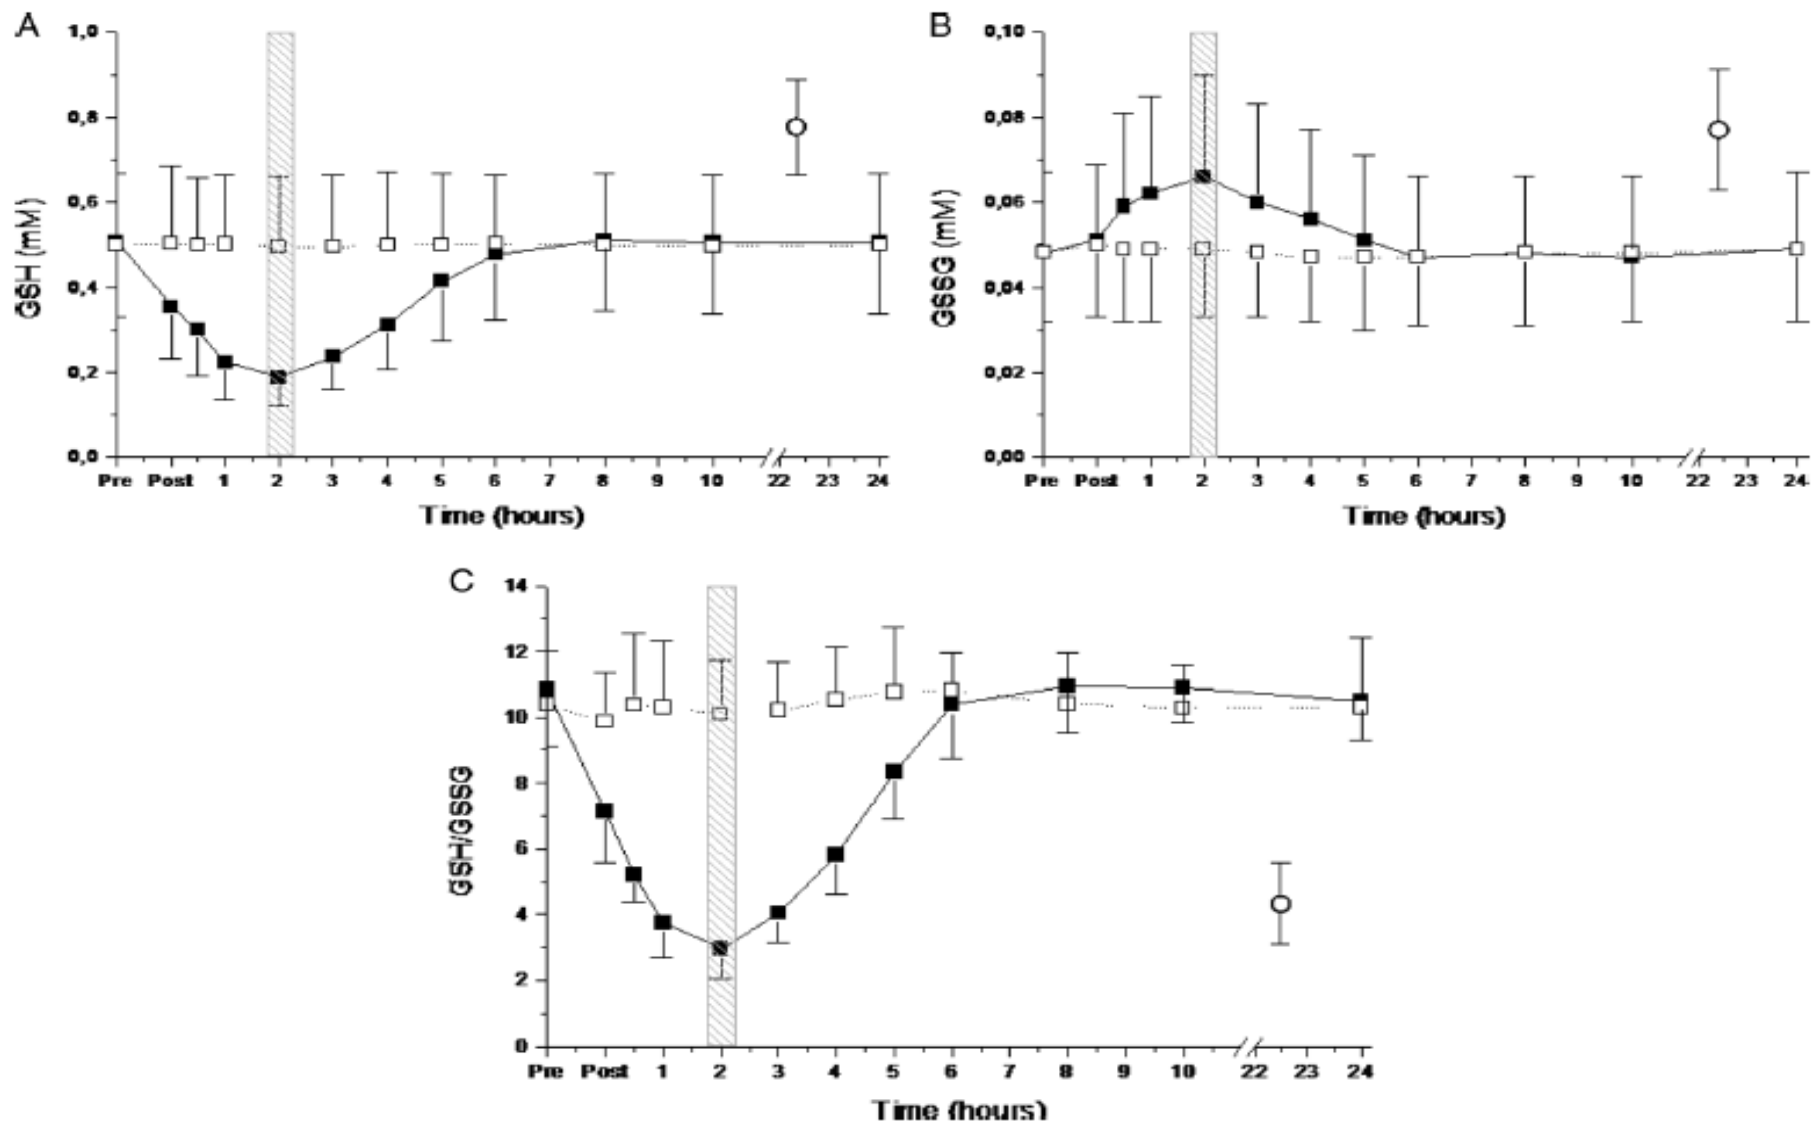 A
B
1,0
0,8
0,6
0,4
0,2
0,0
GSH (mM)
Pre Post 1 2 3 4 5 6 7 8 9 10 22 23 24
Time (hours)
0,10
0,08
0,06
0,04
0,02
0,00
GSSG (mM)
Pre Post 1 2 3 4 5 6 7 8 9 10 22 23 24
Time (hours)
C
14
12
10
8
6
4
2
0
GSH/GSSG
Pre Post 1 2 3 4 5 6 7 8 9 10 22 23 24
Time (hours)